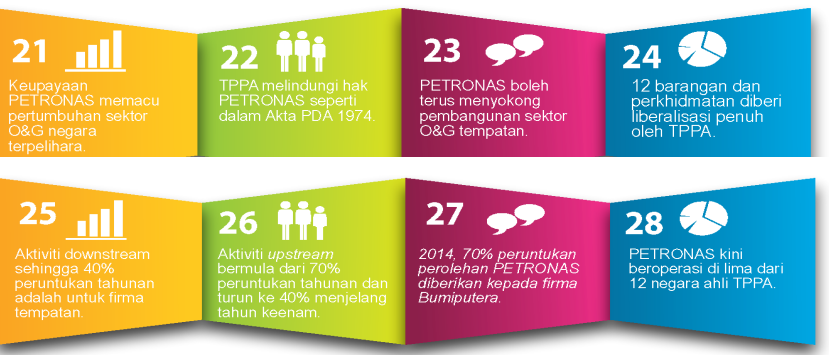 21
Keupayaan
PETRONAS memacu
pertumbuhan sektor
O&G negara
terpelihara.
22
TPPA melindungi hak
PETRONAS seperti
dalam Akta PDA 1974.
23
PETRONAS boleh
terus menyokong
pembangunan sektor
O&G tempatan.
24
12 barangan dan
perkhidmatan diberi
liberalisasi penuh
oleh TPPA.
25
Aktiviti downstream
sehingga 40%
peruntukan tahunan
adalah untuk firma
tempatan.
26
Aktiviti upstream
bermula dari 70%
peruntukan tahunan dan
turun ke 40% menjelang
tahun keenam.
27
2014, 70% peruntukan
perolehan PETRONAS
diberikan kepada firma
Bumiputera.
28
PETRONAS kini
beroperasi di lima dari
12 negara ahli TPPA.